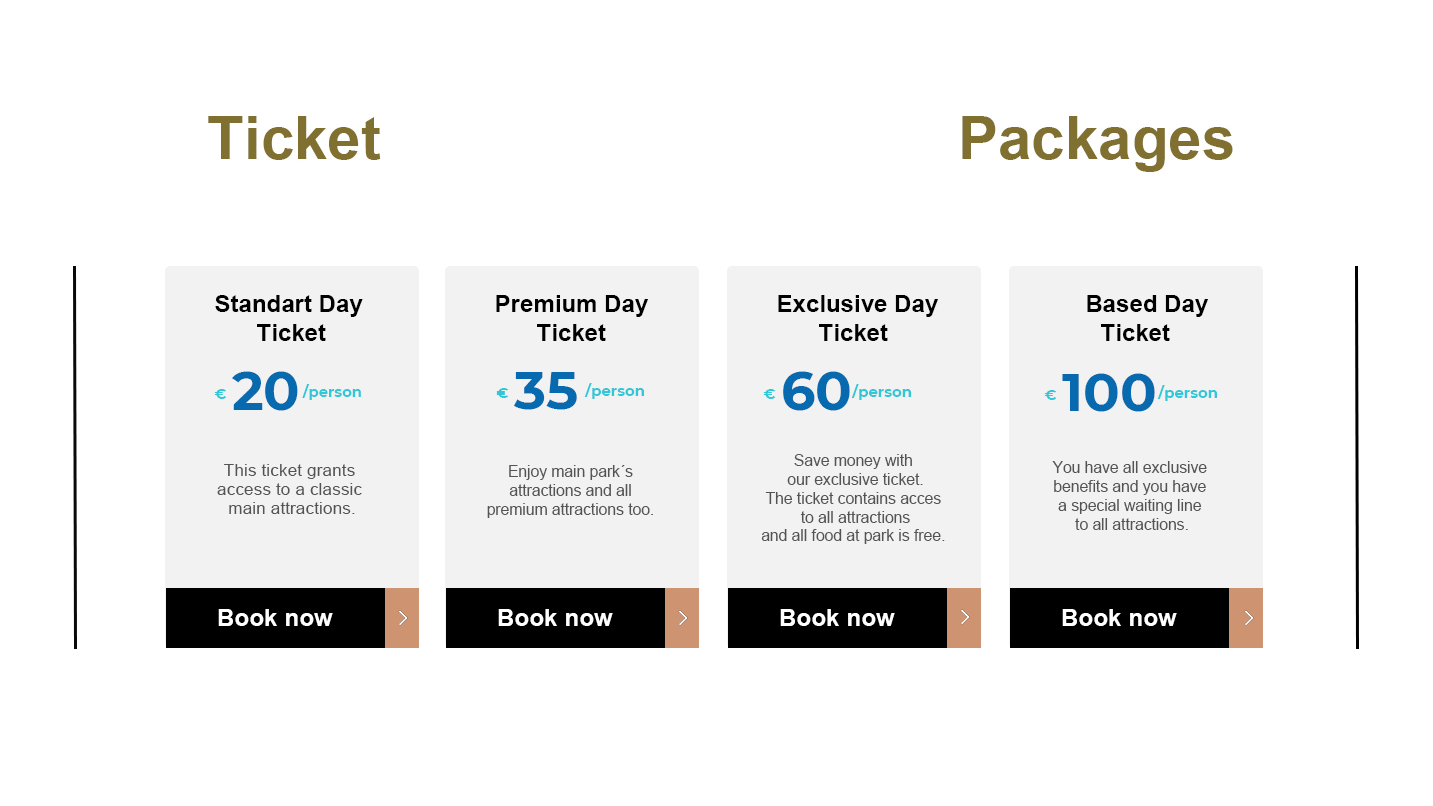 Ticket Packages
Standart Day
Ticket
€ 20 /person
This ticket grants
access to a classic
main attractions.
Book now
Premium Day
Ticket
€ 35 /person
Enjoy main park´s
attractions and all
premium attractions too.
Book now
Exclusive Day
Ticket
€ 60 /person
Save money with
our exclusive ticket.
The ticket contains acces
to all attractions
and all food at park is free.
Book now
Based Day
Ticket
€ 100 /person
You have all exclusive
benefits and you have
a special waiting line
to all attractions.
Book now